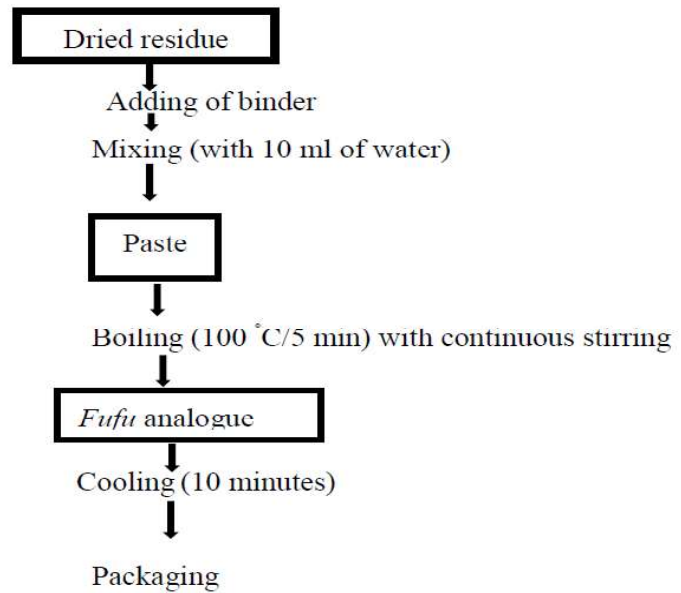 Dried residue
Adding of binder
Mixing (with 10 ml of water)
Paste
Boiling (100 °C/5 min) with continuous stirring
Fufu analogue
Cooling (10 minutes)
Packaging